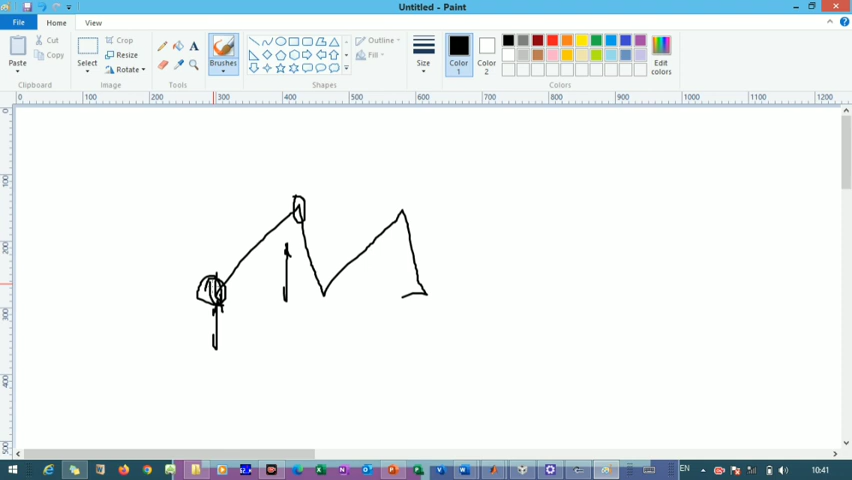 Untitled - Paint
File Home View
Paste Cut Copy Select Crop Resize Rotate A Brushes Outline Fill Size Color 1 Color 2 Edit colors
Clipboard Image Tools Shapes Colors
0 100 200 300 400 500 600 700 800 900 1000 1100 1200
0
100
200
300
400
500
EN 10:41